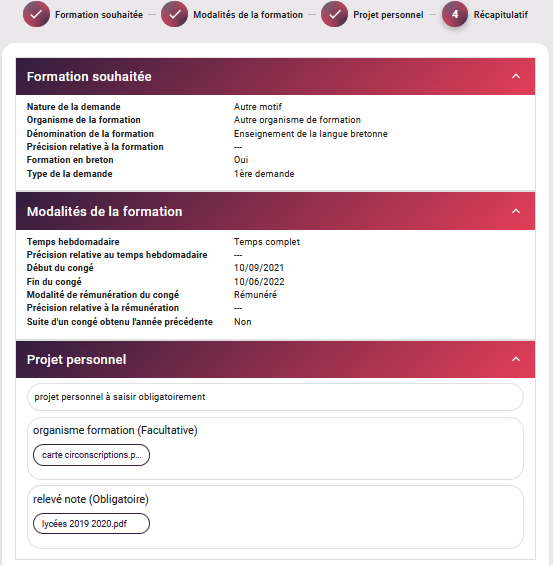 Formation souhaitée — Modalités de la formation — Projet personnel — 4 Récapitulatif
Formation souhaitée
Nature de la demande Autre motif
Organisme de la formation Autre organisme de formation
Dénomination de la formation Enseignement de la langue bretonne
Précision relative à la formation ---
Formation en breton Oui
Type de la demande 1ère demande
Modalités de la formation
Temps hebdomadaire Temps complet
Précision relative au temps hebdomadaire ---
Début du congé 10/09/2021
Fin du congé 10/06/2022
Modalité de rémunération du congé Rémunéré
Précision relative à la rémunération ---
Suite d'un congé obtenu l'année précédente Non
Projet personnel
projet personnel à saisir obligatoirement
organisme formation (Facultative)
carte circonscriptions.p...
relevé note (Obligatoire)
lycées 2019 2020.pdf